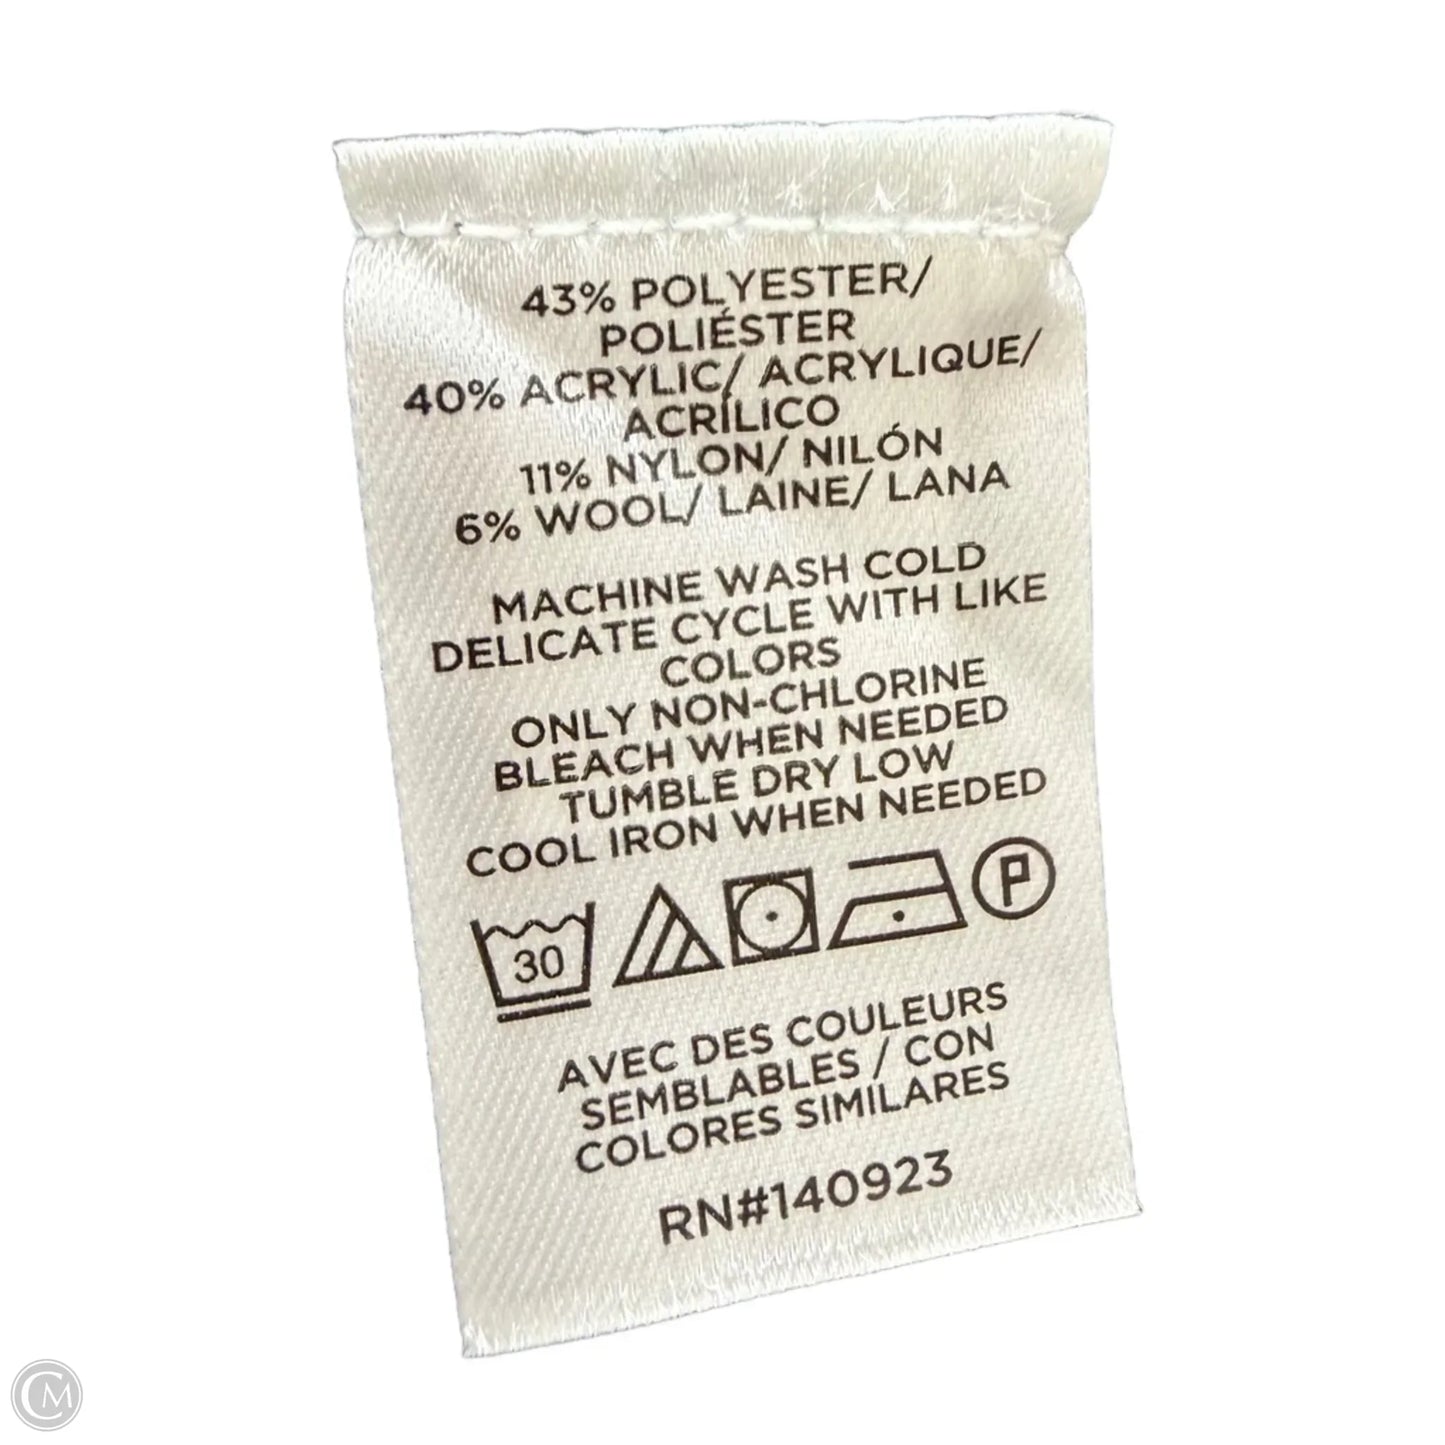 43% POLYESTER/
POLIÉSTER
40% ACRYLIC/ ACRYLIQUE/
ACRÍLICO
11% NYLON/ NILÓN
6% WOOL/ LAINE/ LANA
MACHINE WASH COLD
DELICATE CYCLE WITH LIKE
COLORS
ONLY NON-CHLORINE
BLEACH WHEN NEEDED
TUMBLE DRY LOW
COOL IRON WHEN NEEDED
30 P
AVEC DES COULEURS
SEMBLABLES / CON
COLORES SIMILARES
RN#140923
CM